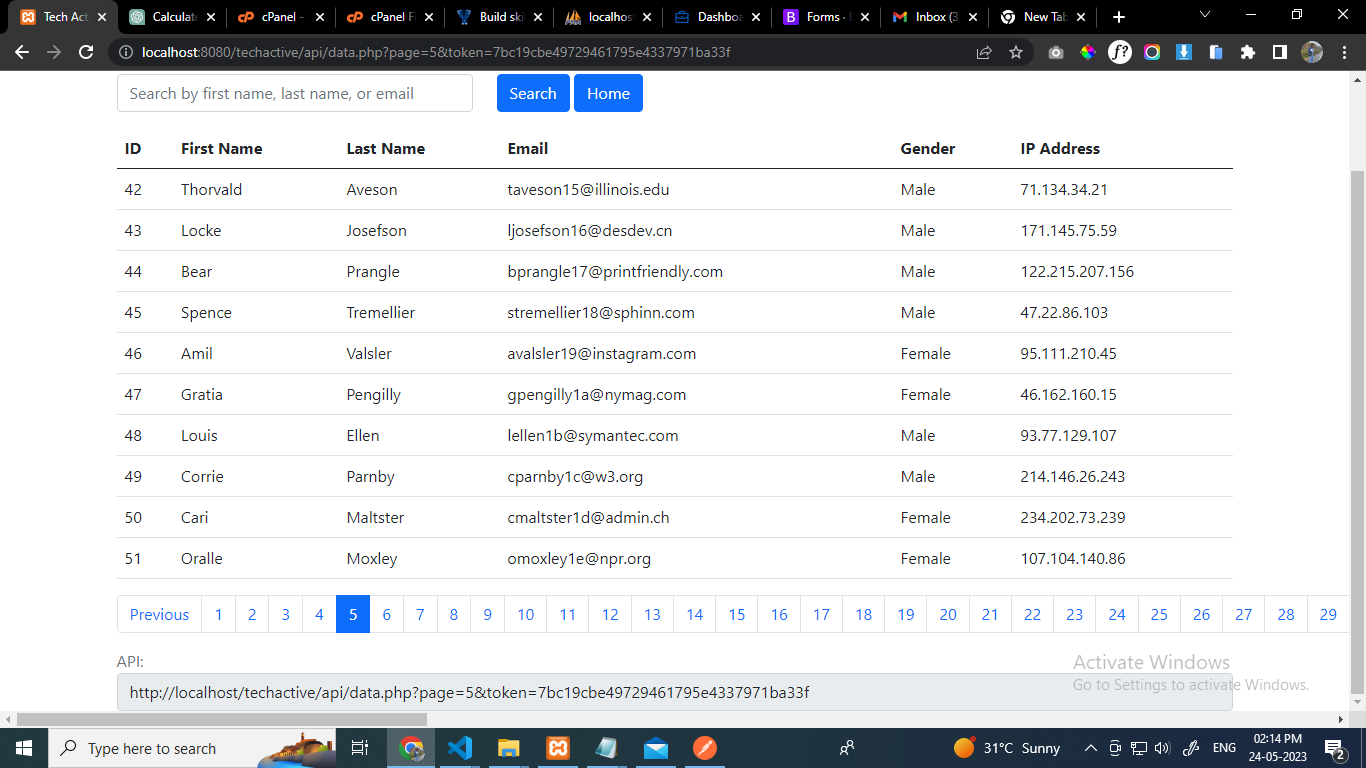 Tech Act
Calculate
cPanel -
cPanel Fi
Build ski
localhos
Dashboa
Forms ·
Inbox (3
New Tab
localhost:8080/techactive/api/data.php?page=5&token=7bc19cbe49729461795e4337971ba33f
Search by first name, last name, or email Search Home
ID First Name Last Name Email Gender IP Address
42 Thorvald Aveson taveson15@illinois.edu Male 71.134.34.21
43 Locke Josefson ljosefson16@desdev.cn Male 171.145.75.59
44 Bear Prangle bprangle17@printfriendly.com Male 122.215.207.156
45 Spence Tremellier stremellier18@sphinn.com Male 47.22.86.103
46 Amil Valsler avalsler19@instagram.com Female 95.111.210.45
47 Gratia Pengilly gpengilly1a@nymag.com Female 46.162.160.15
48 Louis Ellen lellen1b@symantec.com Male 93.77.129.107
49 Corrie Parnby cparnby1c@w3.org Male 214.146.26.243
50 Cari Maltster cmaltster1d@admin.ch Female 234.202.73.239
51 Oralle Moxley omoxley1e@npr.org Female 107.104.140.86
Previous 1 2 3 4 5 6 7 8 9 10 11 12 13 14 15 16 17 18 19 20 21 22 23 24 25 26 27 28 29
API:
http://localhost/techactive/api/data.php?page=5&token=7bc19cbe49729461795e4337971ba33f
Activate Windows
Go to Settings to activate Windows.
Type here to search
31°C Sunny
ENG
02:14 PM
24-05-2023
2